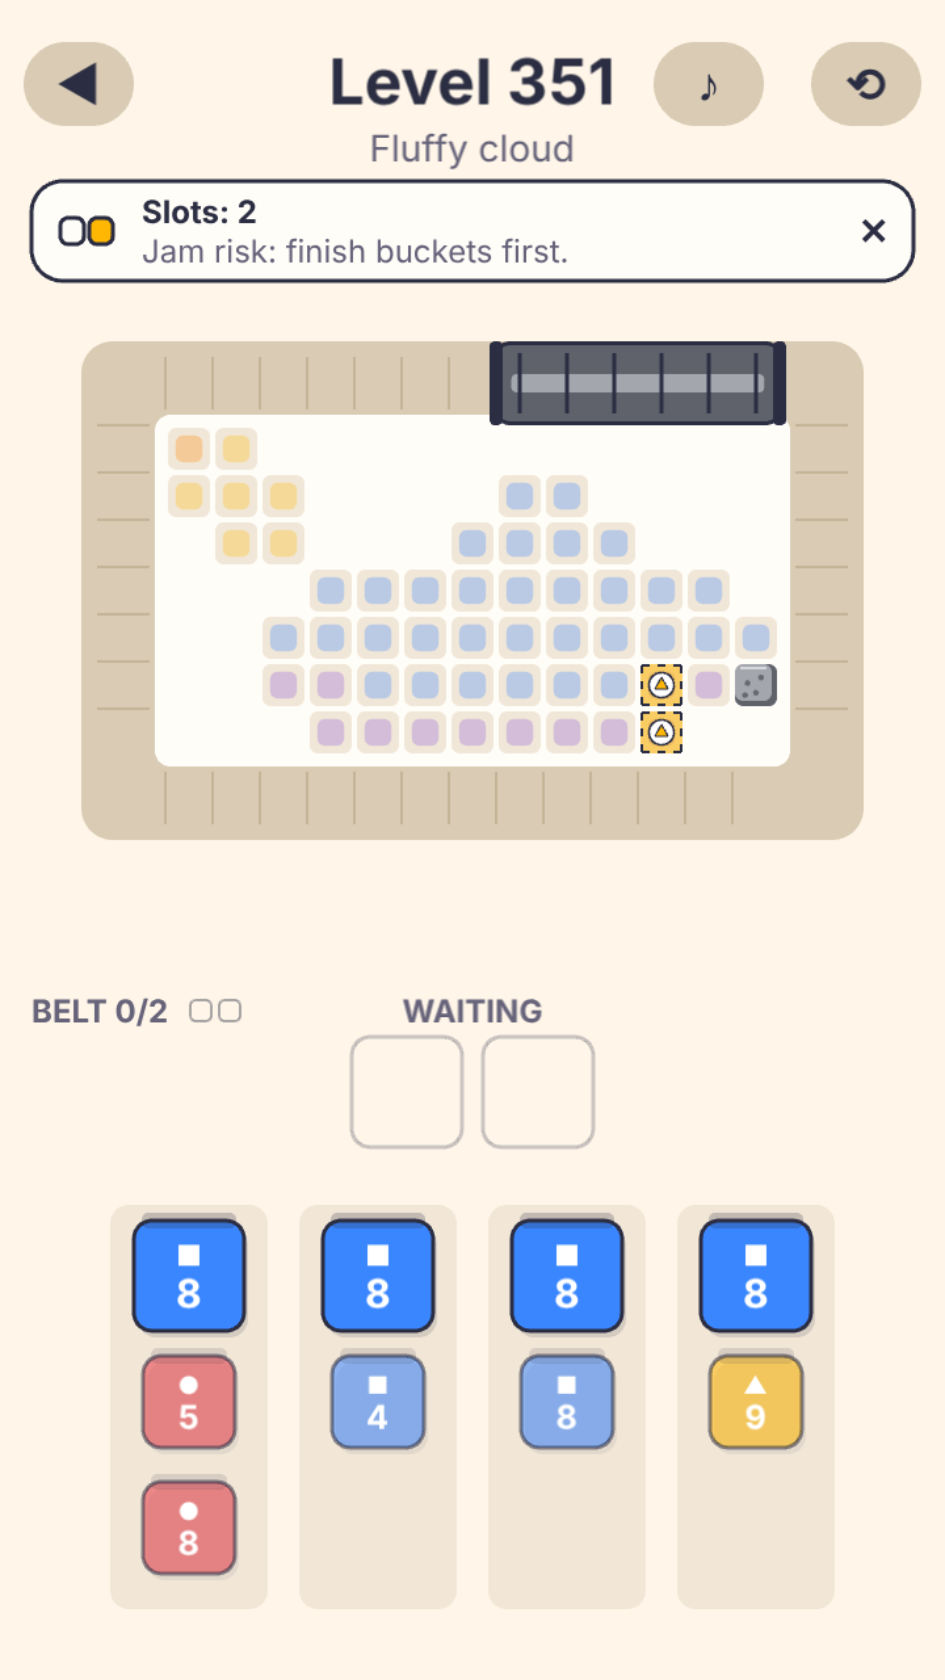 Level 351
Fluffy cloud
Slots: 2
Jam risk: finish buckets first.
BELT 0/2
WAITING
8 8 8 8
5 4 8 9
8